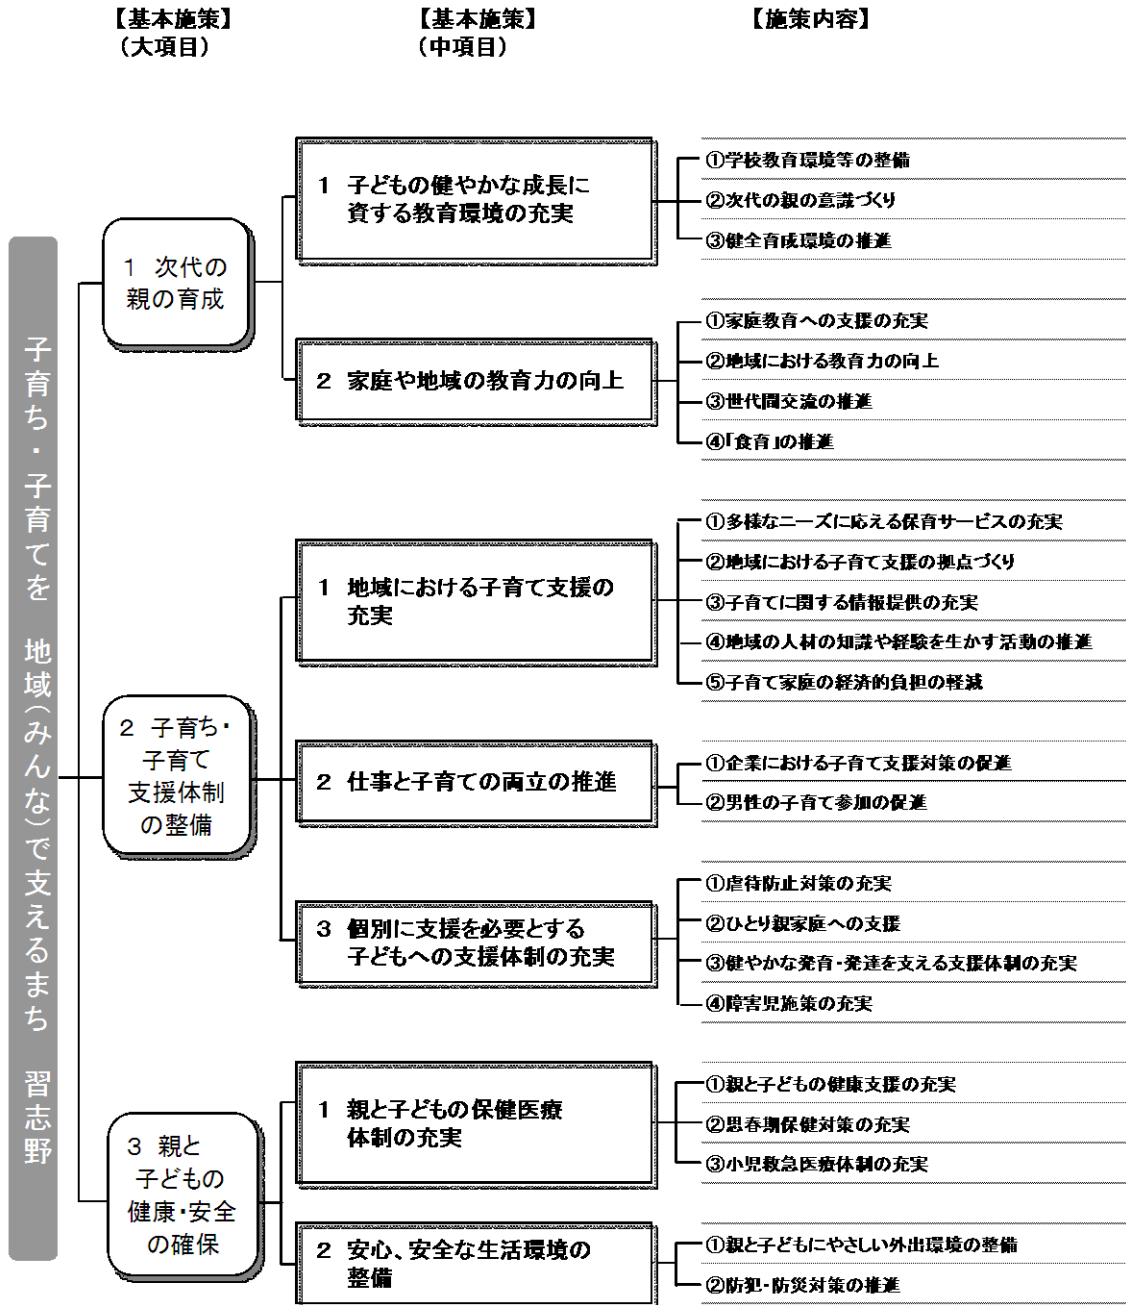 【基本施策】
（大項目）
【基本施策】
（中項目）
【施策内容】
子育ち・子育てを　地域（みんな）で支えるまち　習志野
1 次代の
親の育成
1 子どもの健やかな成長に
資する教育環境の充実
①学校教育環境等の整備
②次代の親の意識づくり
③健全育成環境の推進
2 家庭や地域の教育力の向上
①家庭教育への支援の充実
②地域における教育力の向上
③世代間交流の推進
④「食育」の推進
2 子育ち・
子育て
支援体制
の整備
1 地域における子育て支援の
充実
①多様なニーズに応える保育サービスの充実
②地域における子育て支援の拠点づくり
③子育てに関する情報提供の充実
④地域の人材の知識や経験を生かす活動の推進
⑤子育て家庭の経済的負担の軽減
2 仕事と子育ての両立の推進
①企業における子育て支援対策の促進
②男性の子育て参加の促進
3 個別に支援を必要とする
子どもへの支援体制の充実
①虐待防止対策の充実
②ひとり親家庭への支援
③健やかな発育・発達を支える支援体制の充実
④障害児施策の充実
3 親と
子どもの
健康・安全
の確保
1 親と子どもの保健医療
体制の充実
①親と子どもの健康支援の充実
②思春期保健対策の充実
③小児救急医療体制の充実
2 安心、安全な生活環境の
整備
①親と子どもにやさしい外出環境の整備
②防犯・防災対策の推進